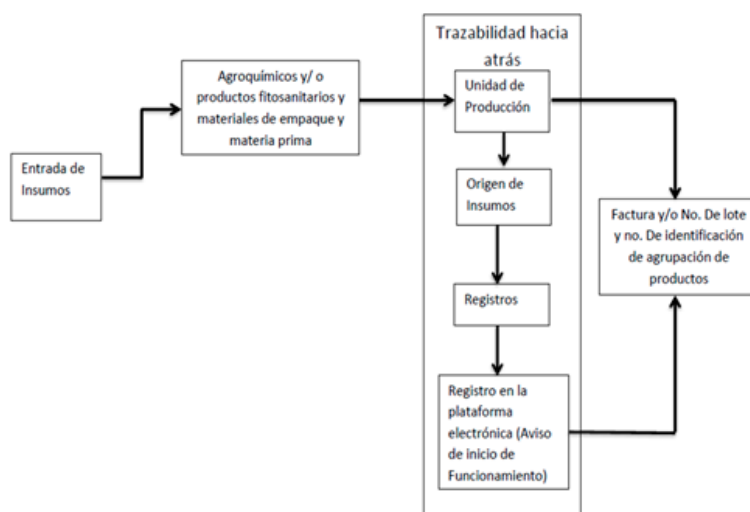 Trazabilidad hacia
atrás
Entrada de
Insumos
Agroquímicos y/ o
productos fitosanitarios y
materiales de empaque y
materia prima
Unidad de
Producción
Origen de
Insumos
Registros
Registro en la
plataforma
electrónica (Aviso
de inicio de
Funcionamiento)
Factura y/o No. De lote
y no. De identificación
de agrupación de
productos